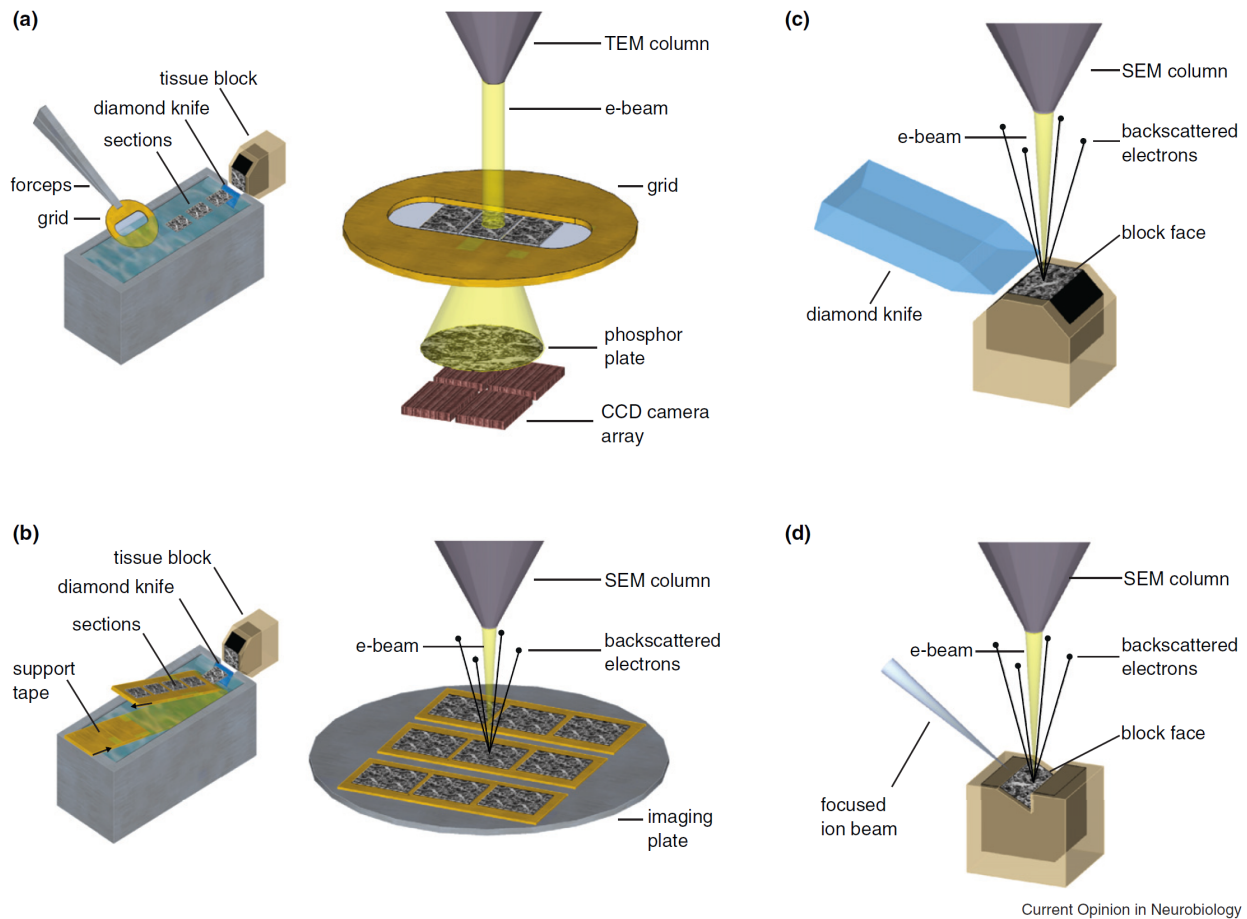 (a)
tissue block
diamond knife
sections
forceps
grid
TEM column
e-beam
grid
phosphor
plate
CCD camera
array
(b)
tissue block
diamond knife
sections
support
tape
SEM column
e-beam
backscattered
electrons
imaging
plate
(c)
SEM column
e-beam
backscattered
electrons
block face
diamond knife
(d)
SEM column
e-beam
backscattered
electrons
block face
focused
ion beam
Current Opinion in Neurobiology